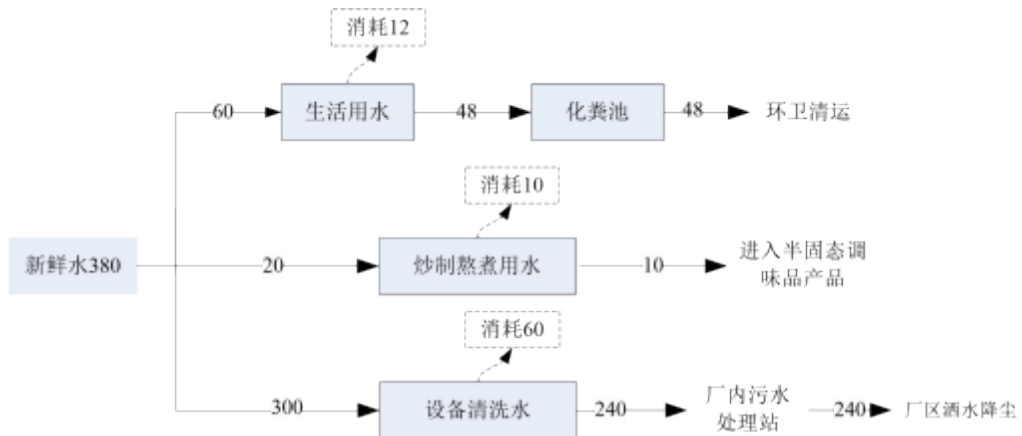 消耗12
60
生活用水
48
化粪池
48
环卫清运
消耗10
新鲜水380
20
炒制熬煮用水
10
进入半固态调
味品产品
消耗60
300
设备清洗水
240
厂内污水
处理站
240
厂区洒水降尘